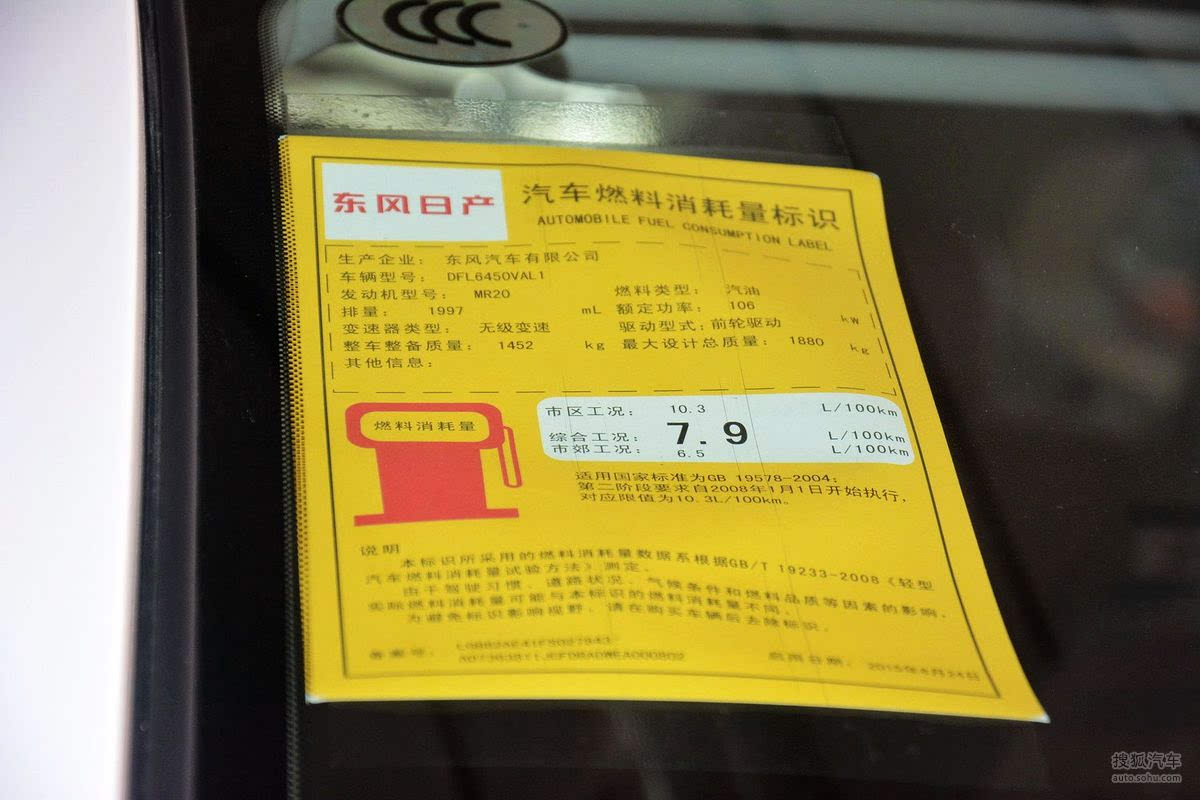 CCC
东风日产
汽车燃料消耗量标识
AUTOMOBILE FUEL CONSUMPTION LABEL
生产企业： 东风汽车有限公司
车辆型号： DFL6450VAL1
发动机型号： MR20 燃料类型： 汽油
排量： 1997 mL 额定功率： 106 kW
变速器类型： 无级变速 驱动型式：前轮驱动
整车整备质量： 1452 kg 最大设计总质量： 1880 kg
其他信息：
燃料消耗量
市区工况： 10.3 L/100km
综合工况： 7.9 L/100km
市郊工况： 6.5 L/100km
适用国家标准为GB 19578-2004；
第二阶段要求自2008年1月1日开始执行，
对应限值为10.3L/100km。
说明
本标识所采用的燃料消耗量数据系根据GB/T 19233-2008《轻型
汽车燃料消耗量试验方法》测定。
由于驾驶习惯、道路状况、气候条件和燃料品质等因素的影响，
实际燃料消耗量可能与本标识的燃料消耗量不同。
为避免标识影响视野，请在购买车辆后去除标识。
备案号：
启用日期：
搜狐汽车
auto.sohu.com